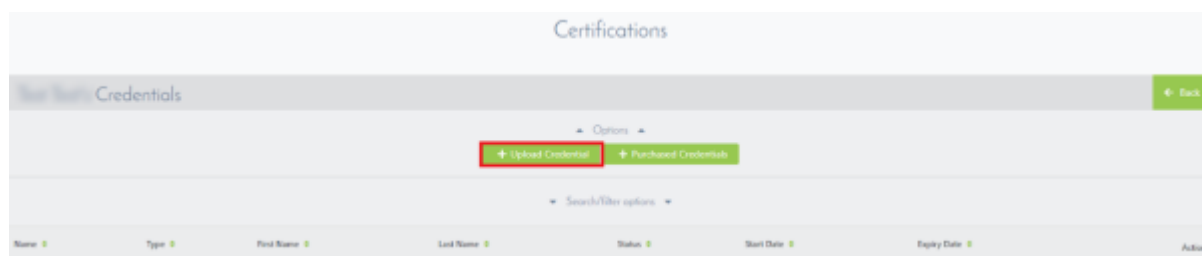 Certifications
Credentials
← Back
▲ Options ▲
+ Upload Credential + Purchased Credentials
▼ Search/filter options ▼
Name Type First Name Last Name Status Start Date Expiry Date